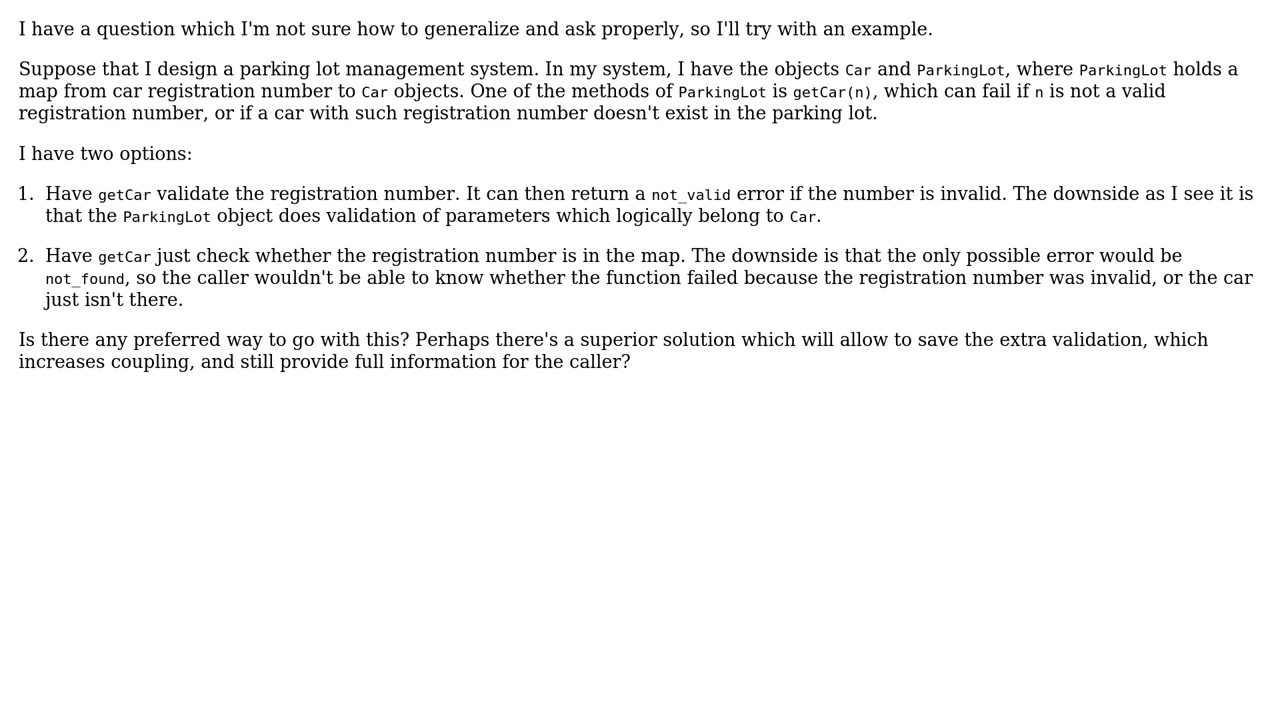 I have a question which I'm not sure how to generalize and ask properly, so I'll try with an example.
Suppose that I design a parking lot management system. In my system, I have the objects Car and ParkingLot, where ParkingLot holds a
map from car registration number to Car objects. One of the methods of ParkingLot is getCar(n), which can fail if n is not a valid
registration number, or if a car with such registration number doesn't exist in the parking lot.
I have two options:
1. Have getCar validate the registration number. It can then return a not_valid error if the number is invalid. The downside as I see it is
that the ParkingLot object does validation of parameters which logically belong to Car.
2. Have getCar just check whether the registration number is in the map. The downside is that the only possible error would be
not_found, so the caller wouldn't be able to know whether the function failed because the registration number was invalid, or the car
just isn't there.
Is there any preferred way to go with this? Perhaps there's a superior solution which will allow to save the extra validation, which
increases coupling, and still provide full information for the caller?